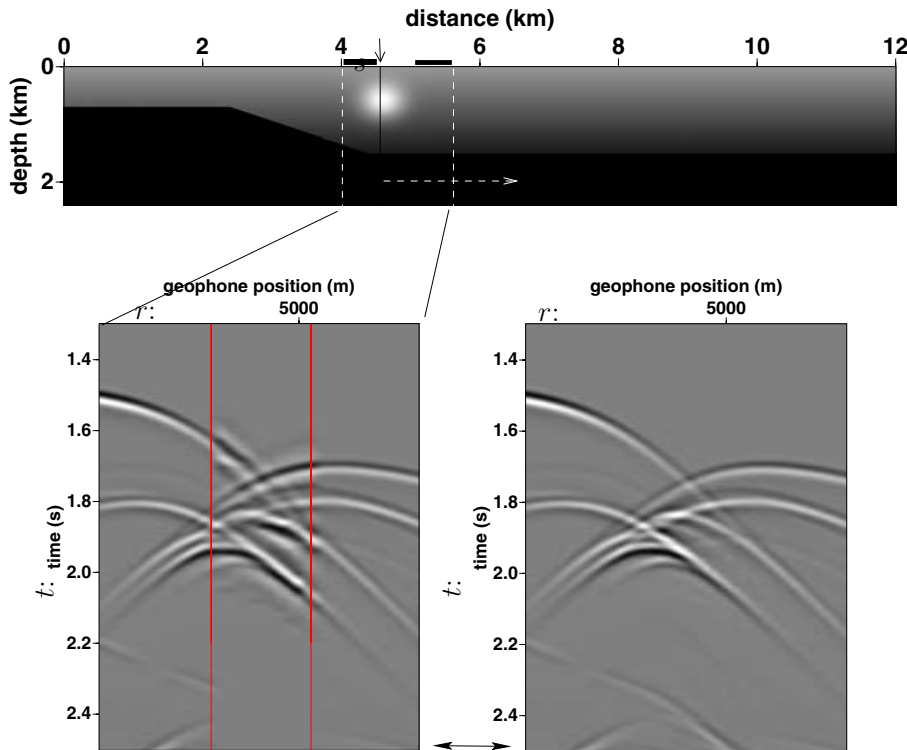 distance (km)
0 2 4 6 8 10 12
s
0
depth (km)
2
geophone position (m)
r:
5000
1.4
1.6
1.8
2.0
2.2
2.4
t:
time (s)
geophone position (m)
r:
5000
1.4
1.6
1.8
2.0
2.2
2.4
t:
time (s)